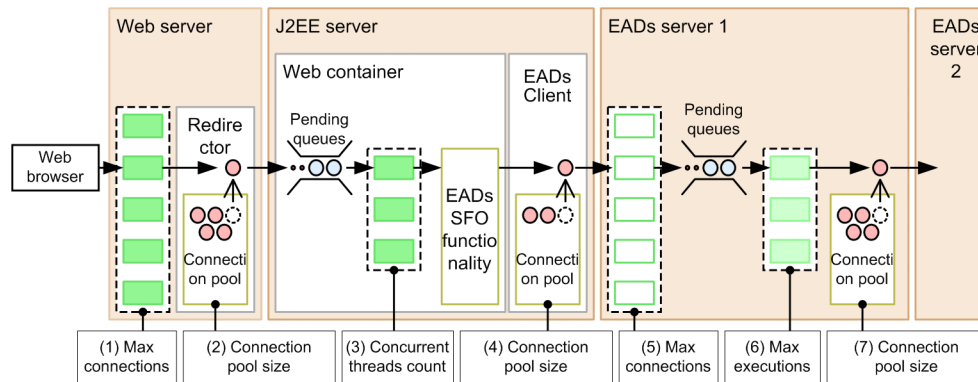 Web server
J2EE server
EADs server 1
EADs
server
2
Web container
EADs
Client
Redire
ctor
Pending
queues
Pending
queues
Web
browser
EADs
SFO
functio
nality
Connecti
on pool
Connecti
on pool
Connecti
on pool
(1) Max
connections
(2) Connection
pool size
(3) Concurrent
threads count
(4) Connection
pool size
(5) Max
connections
(6) Max
executions
(7) Connection
pool size